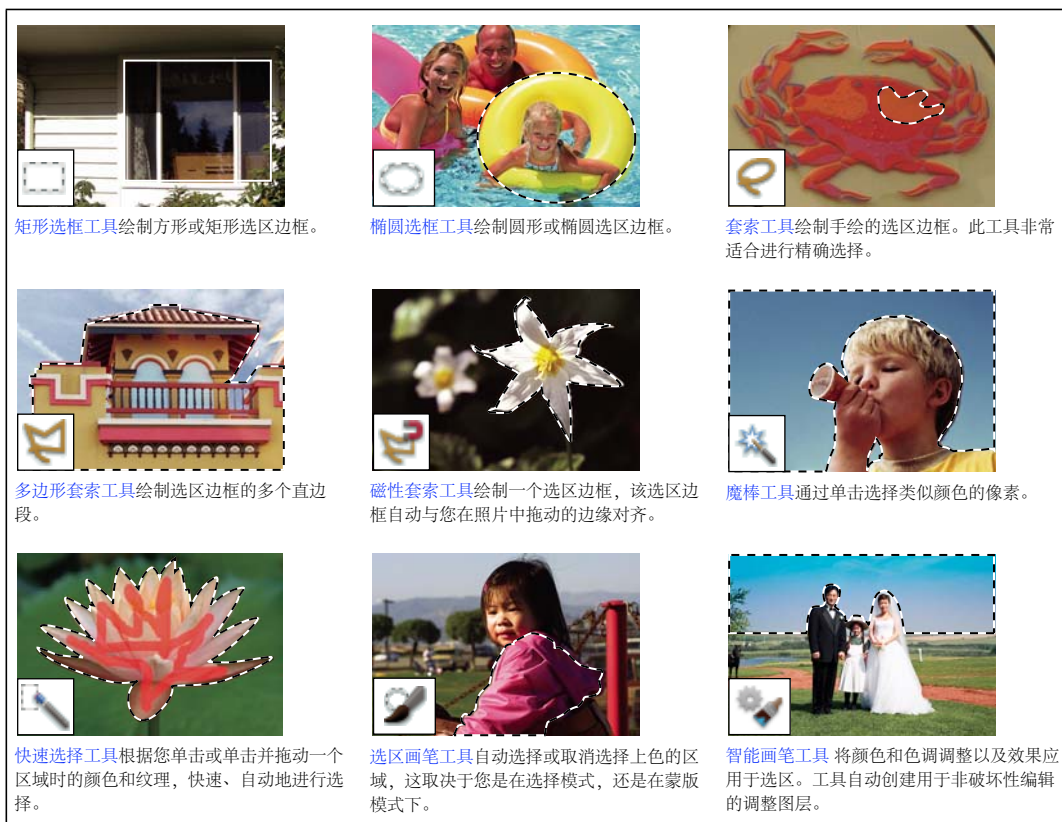 矩形选框工具绘制方形或矩形选区边框。
椭圆选框工具绘制圆形或椭圆选区边框。
套索工具绘制手绘的选区边框。此工具非常
适合进行精确选择。
多边形套索工具绘制选区边框的多个直边
段。
磁性套索工具绘制一个选区边框，该选区边
框自动与您在照片中拖动的边缘对齐。
魔棒工具通过单击选择类似颜色的像素。
快速选择工具根据您单击或单击并拖动一个
区域时的颜色和纹理，快速、自动地进行选
择。
选区画笔工具自动选择或取消选择上色的区
域，这取决于您是在选择模式，还是在蒙版
模式下。
智能画笔工具 将颜色和色调调整以及效果应
用于选区。工具自动创建用于非破坏性编辑
的调整图层。